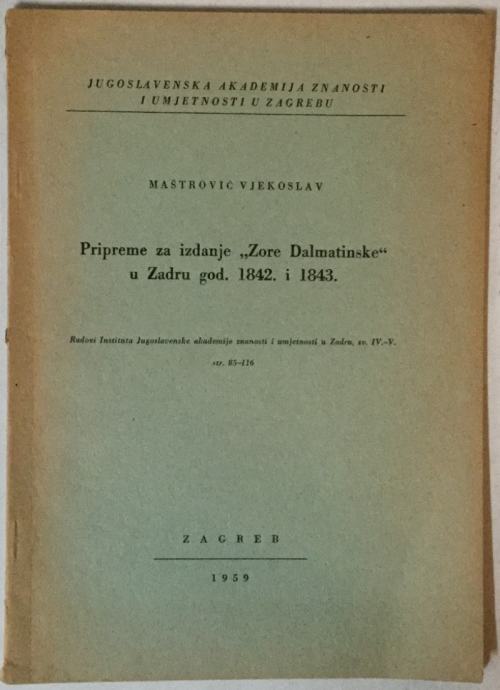 JUGOSLAVENSKA AKADEMIJA ZNANOSTI
I UMJETNOSTI U ZAGREBU
MAŠTROVIĆ VJEKOSLAV
Pripreme za izdanje „Zore Dalmatinske“
u Zadru god. 1842. i 1843.
Radovi Instituta Jugoslavenske akademije znanosti i umjetnosti u Zadru, sv. IV.–V.
str. 85–116
ZAGREB
1959